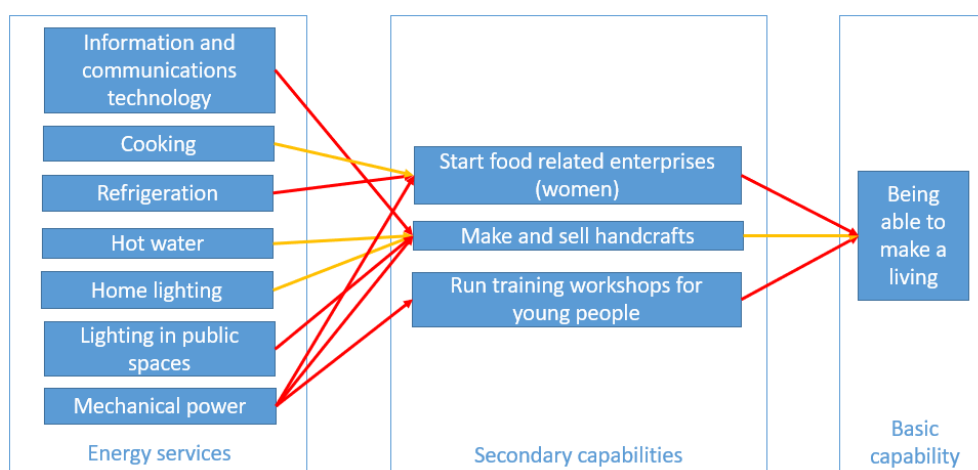 Information and
communications
technology
Cooking
Refrigeration
Hot water
Home lighting
Lighting in public
spaces
Mechanical power
Energy services
Start food related enterprises
(women)
Make and sell handcrafts
Run training workshops for
young people
Secondary capabilities
Being
able to
make a
living
Basic
capability